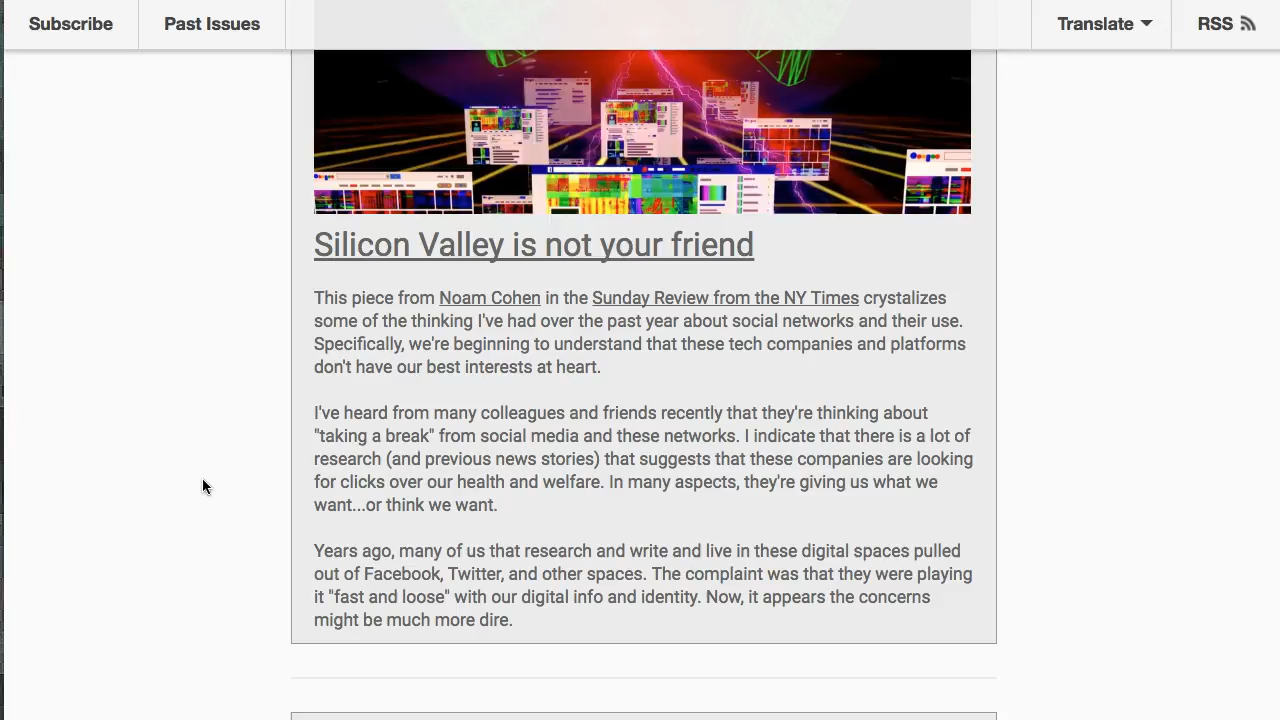 Subscribe
Past Issues
Translate
RSS
Silicon Valley is not your friend
This piece from Noam Cohen in the Sunday Review from the NY Times crystalizes
some of the thinking I've had over the past year about social networks and their use.
Specifically, we're beginning to understand that these tech companies and platforms
don't have our best interests at heart.
I've heard from many colleagues and friends recently that they're thinking about
"taking a break" from social media and these networks. I indicate that there is a lot of
research (and previous news stories) that suggests that these companies are looking
for clicks over our health and welfare. In many aspects, they're giving us what we
want...or think we want.
Years ago, many of us that research and write and live in these digital spaces pulled
out of Facebook, Twitter, and other spaces. The complaint was that they were playing
it "fast and loose" with our digital info and identity. Now, it appears the concerns
might be much more dire.